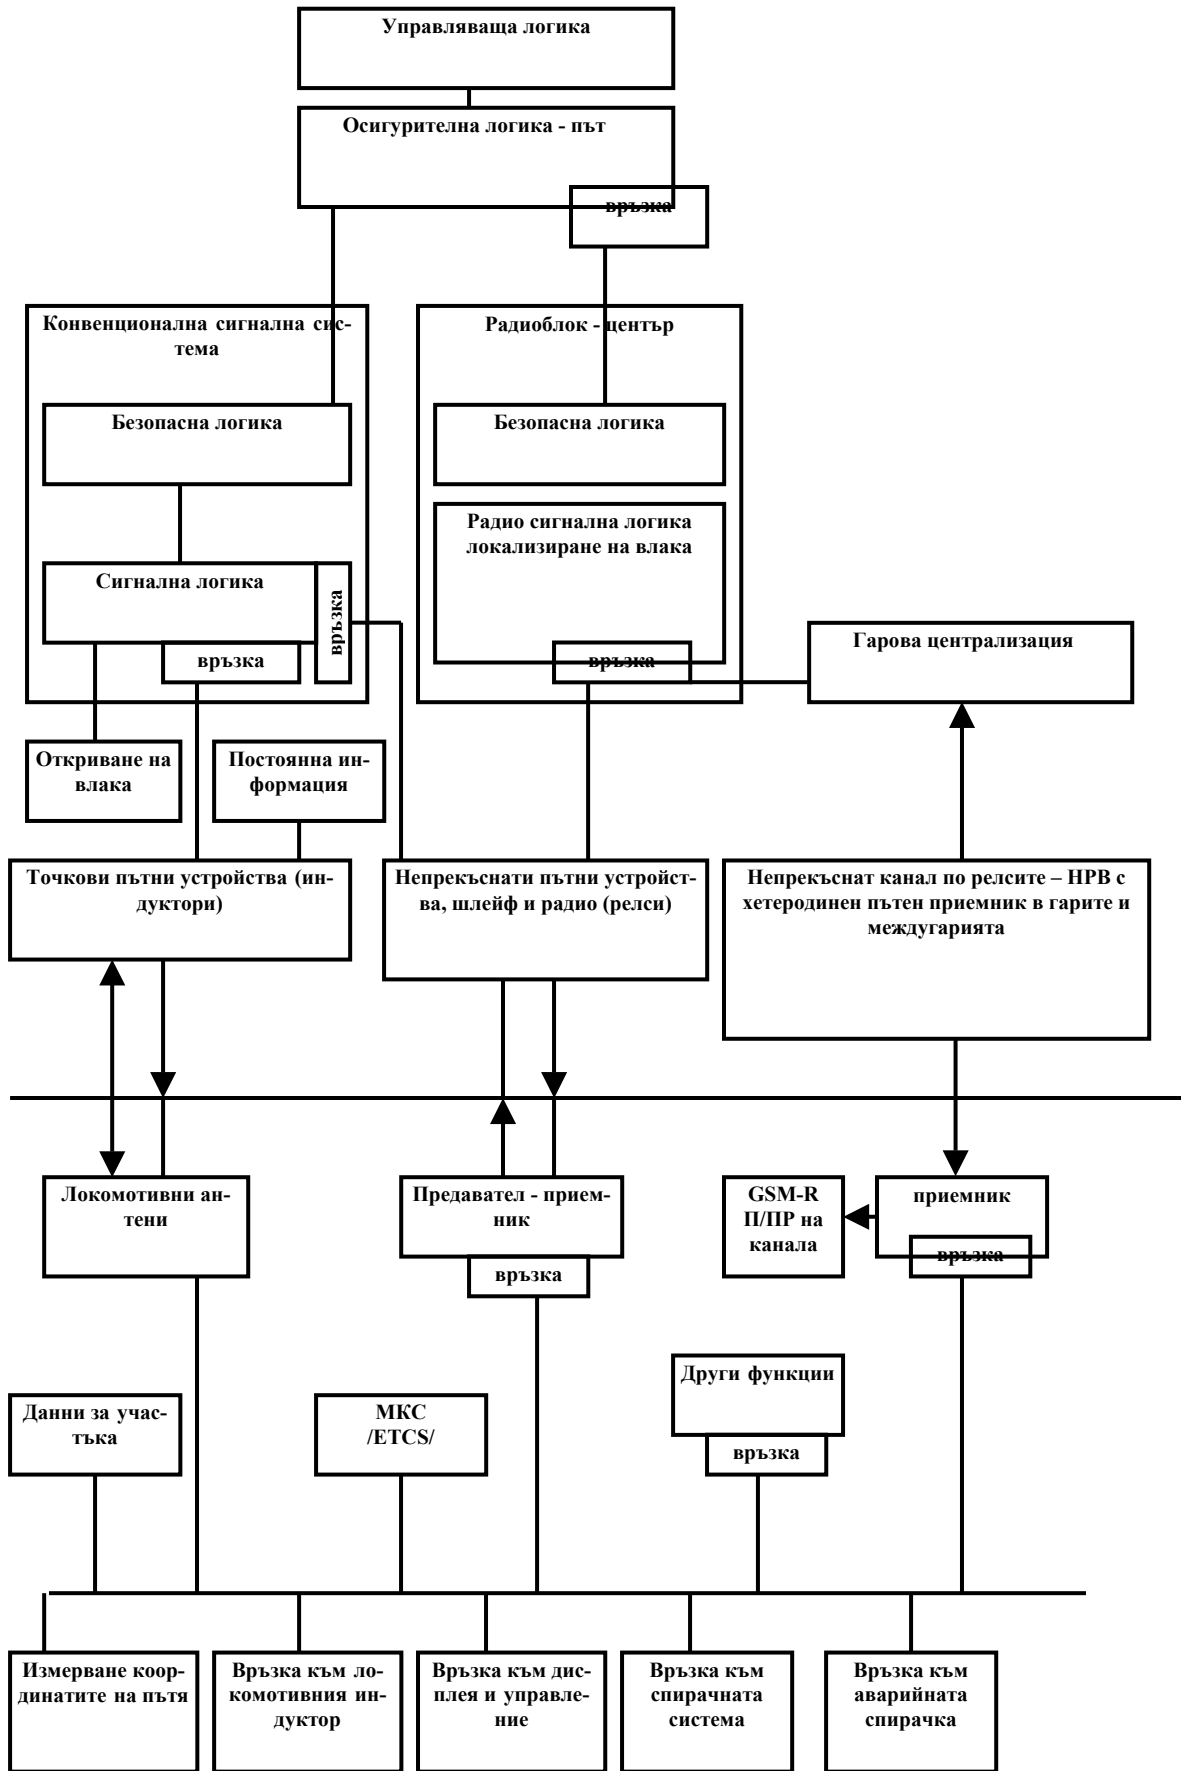 Управляваща логика
Осигурителна логика - път
връзка
Конвенционална сигнална сис-
тема
Радиоблок - център
Безопасна логика
Безопасна логика
Радио сигнална логика
локализиране на влака
Сигнална логика
връзка
връзка
връзка
Гарова централизация
Откриване на
влака
Постоянна ин-
формация
Точкови пътни устройства (ин-
дуктори)
Непрекъснати пътни устройст-
ва, шлейф и радио (релси)
Непрекъснат канал по релсите – НРВ с
хетеродинен пътен приемник в гарите и
междугарията
Локомотивни ан-
тени
Предавател - прием-
ник
връзка
GSM-R
П/ПР на
канала
приемник
връзка
Други функции
връзка
Данни за учас-
тъка
МКС
/ETCS/
Измерване коор-
динатите на пътя
Връзка към ло-
комотивния ин-
дуктор
Връзка към дис-
плея и управле-
ние
Връзка към
спирачната
система
Връзка към
аварийната
спирачка